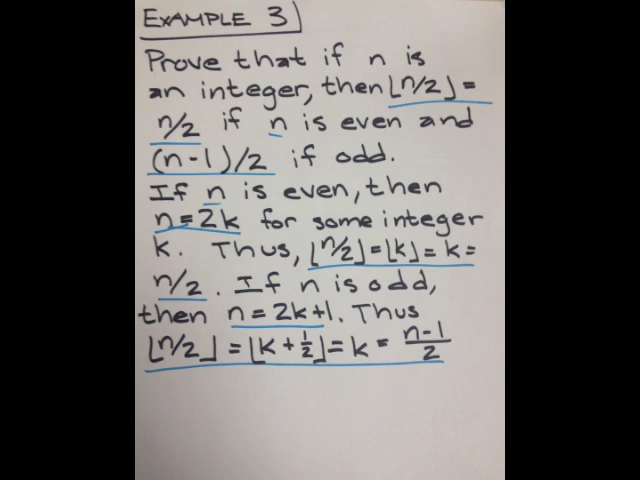 EXAMPLE 3
Prove that if n is
an integer, then ⌊n/2⌋ =
n/2 if n is even and
(n-1)/2 if odd.
If n is even, then
n=2k for some integer
k. Thus, ⌊n/2⌋=⌊k⌋= k=
n/2. If n is odd,
then n=2k+1. Thus
⌊n/2⌋ = ⌊k + 1/2⌋= k = (n-1)/2